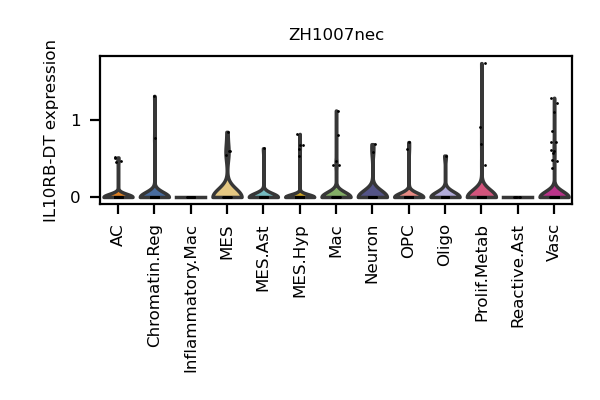 ZH1007nec
IL10RB-DT expression
1
0
AC
Chromatin.Reg
Inflammatory.Mac
MES
MES.Ast
MES.Hyp
Mac
Neuron
OPC
Oligo
Prolif.Metab
Reactive.Ast
Vasc